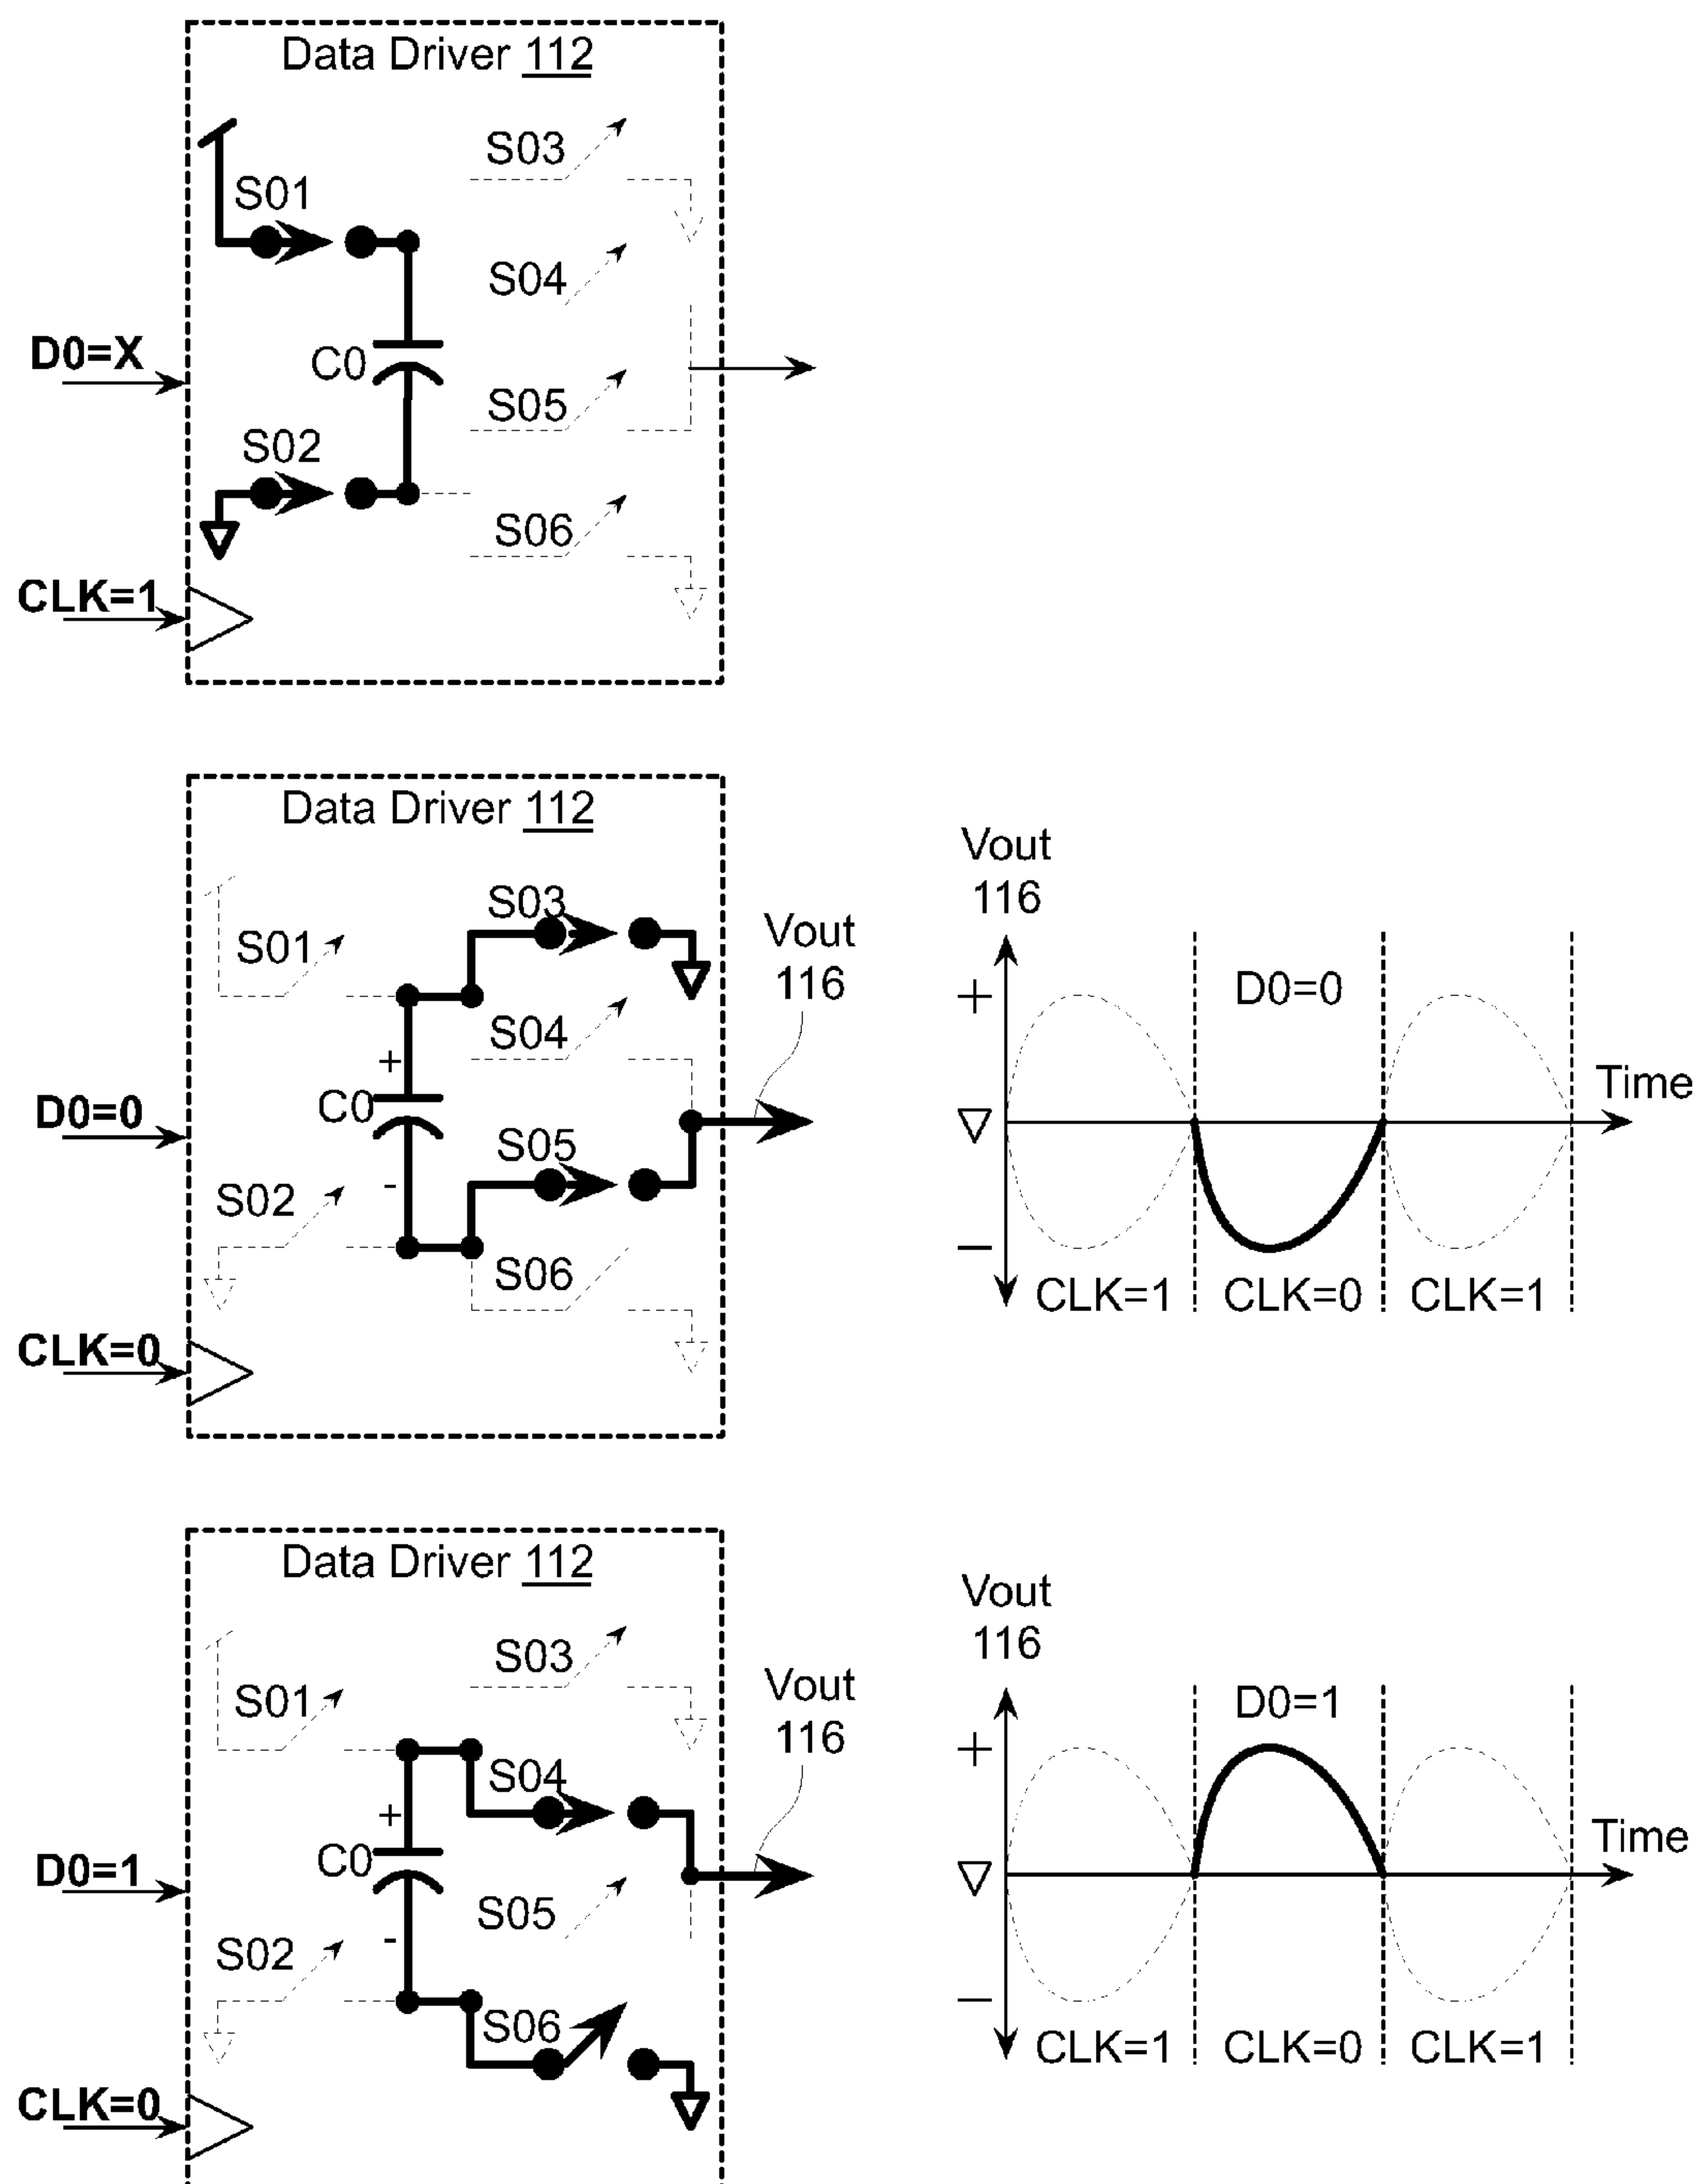 Data Driver 112
S03
S01
S04
D0=X
C0
S05
S02
S06
CLK=1
Data Driver 112
Vout
116
S03
Vout
116
S01
+
D0=0
S04
+
Time
C0
D0=0
S05
-
S02
−
S06
CLK=1
CLK=0
CLK=1
CLK=0
Data Driver 112
Vout
116
S03
Vout
116
S01
D0=1
+
S04
+
Time
C0
D0=1
S05
-
S02
−
S06
CLK=1
CLK=0
CLK=1
CLK=0